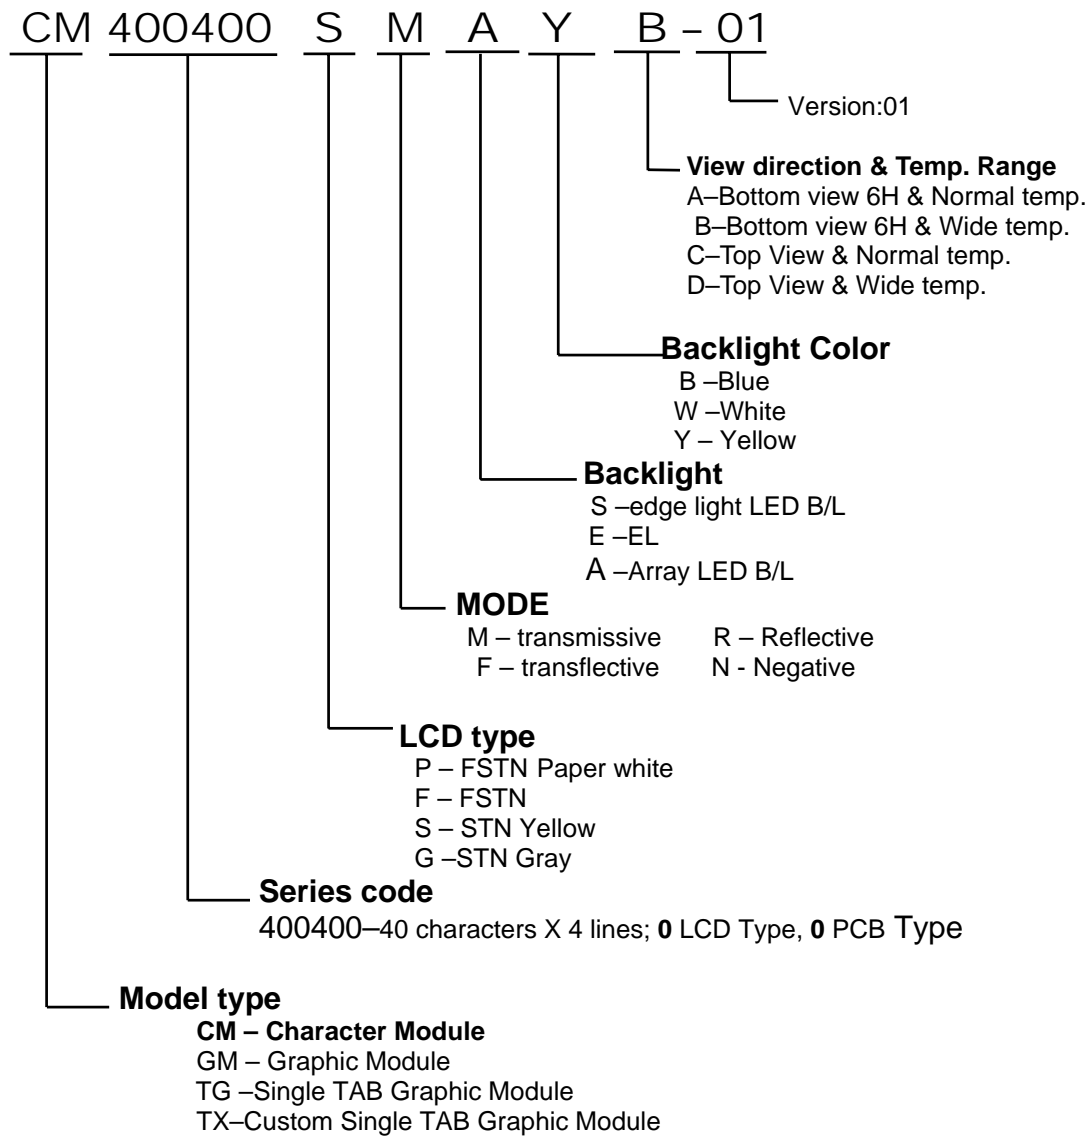 CM 400400 S M A Y B - 01
Version:01
View direction & Temp. Range
A–Bottom view 6H & Normal temp.
B–Bottom view 6H & Wide temp.
C–Top View & Normal temp.
D–Top View & Wide temp.
Backlight Color
B –Blue
W –White
Y – Yellow
Backlight
S –edge light LED B/L
E –EL
A –Array LED B/L
MODE
M – transmissive R – Reflective
F – transflective N - Negative
LCD type
P – FSTN Paper white
F – FSTN
S – STN Yellow
G –STN Gray
Series code
400400–40 characters X 4 lines; 0 LCD Type, 0 PCB Type
Model type
CM – Character Module
GM – Graphic Module
TG –Single TAB Graphic Module
TX–Custom Single TAB Graphic Module